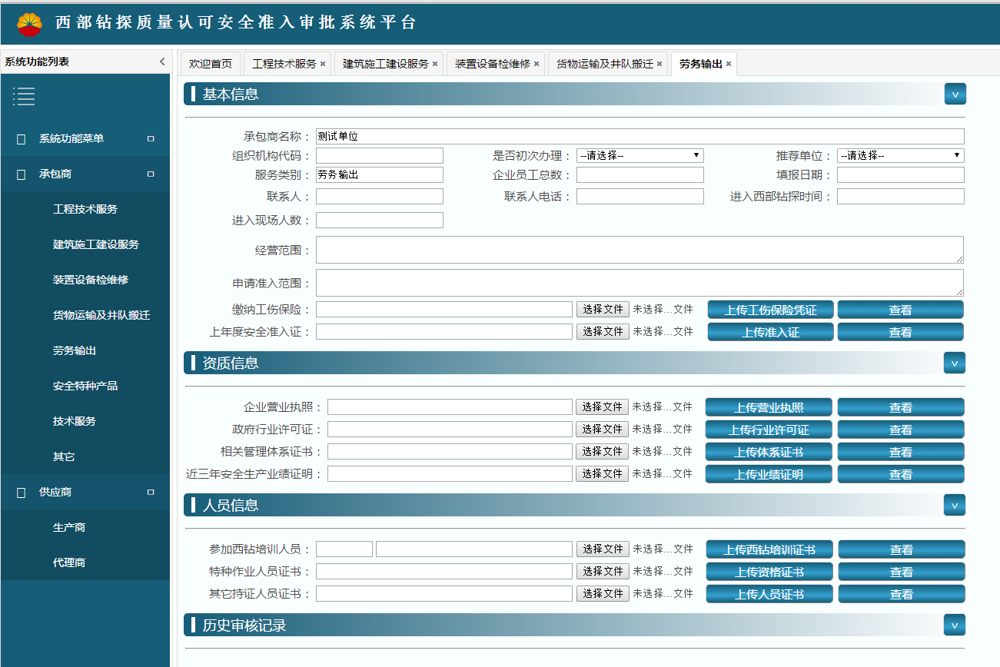 西部钻探质量认可安全准入审批系统平台
系统功能列表
欢迎首页 工程技术服务 × 建筑施工建设服务 × 装置设备检维修 × 货物运输及井队搬迁 × 劳务输出 ×
系统功能菜单
承包商
工程技术服务
建筑施工建设服务
装置设备检维修
货物运输及井队搬迁
劳务输出
安全特种产品
技术服务
其它
供应商
生产商
代理商
基本信息 v
承包商名称： 测试单位
组织机构代码： 是否初次办理： --请选择-- 推荐单位： --请选择--
服务类别： 劳务输出 企业员工总数： 填报日期：
联系人： 联系人电话： 进入西部钻探时间：
进入现场人数：
经营范围：
申请准入范围：
缴纳工伤保险： 选择文件 未选择...文件 上传工伤保险凭证 查看
上年度安全准入证： 选择文件 未选择...文件 上传准入证 查看
资质信息 v
企业营业执照： 选择文件 未选择...文件 上传营业执照 查看
政府行业许可证： 选择文件 未选择...文件 上传行业许可证 查看
相关管理体系证书： 选择文件 未选择...文件 上传体系证书 查看
近三年安全生产业绩证明： 选择文件 未选择...文件 上传业绩证明 查看
人员信息 v
参加西钻培训人员： 选择文件 未选择...文件 上传西钻培训证书 查看
特种作业人员证书： 选择文件 未选择...文件 上传资格证书 查看
其它持证人员证书： 选择文件 未选择...文件 上传人员证书 查看
历史审核记录 v